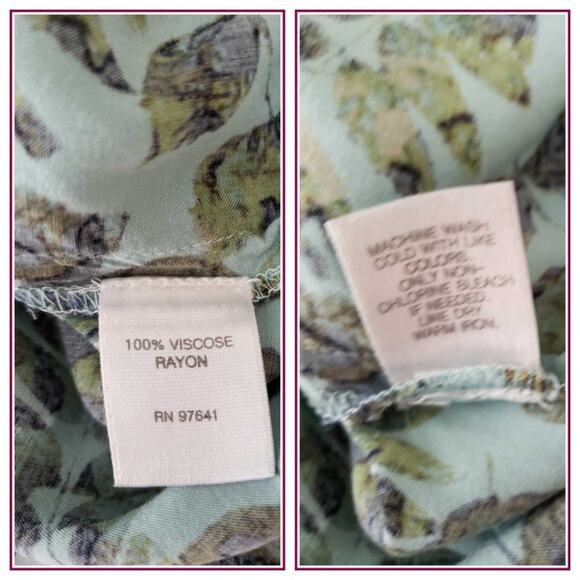 100% VISCOSE
RAYON
RN 97641
MACHINE WASH
COLD WITH LIKE
COLORS.
ONLY NON-
CHLORINE BLEACH
IF NEEDED.
LINE DRY.
WARM IRON.